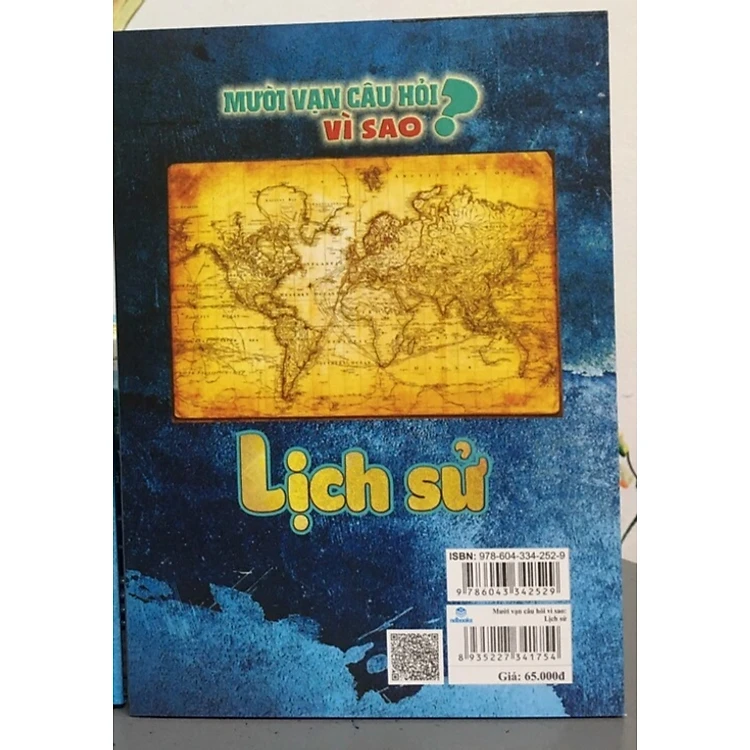 MƯỜI VẠN CÂU HỎI
VÌ SAO?
Lịch sử
ISBN: 978-604-334-252-9
9 786043 342529
ndbooks
Mười vạn câu hỏi vì sao:
Lịch sử
8 935227 341754
Giá: 65.000đ